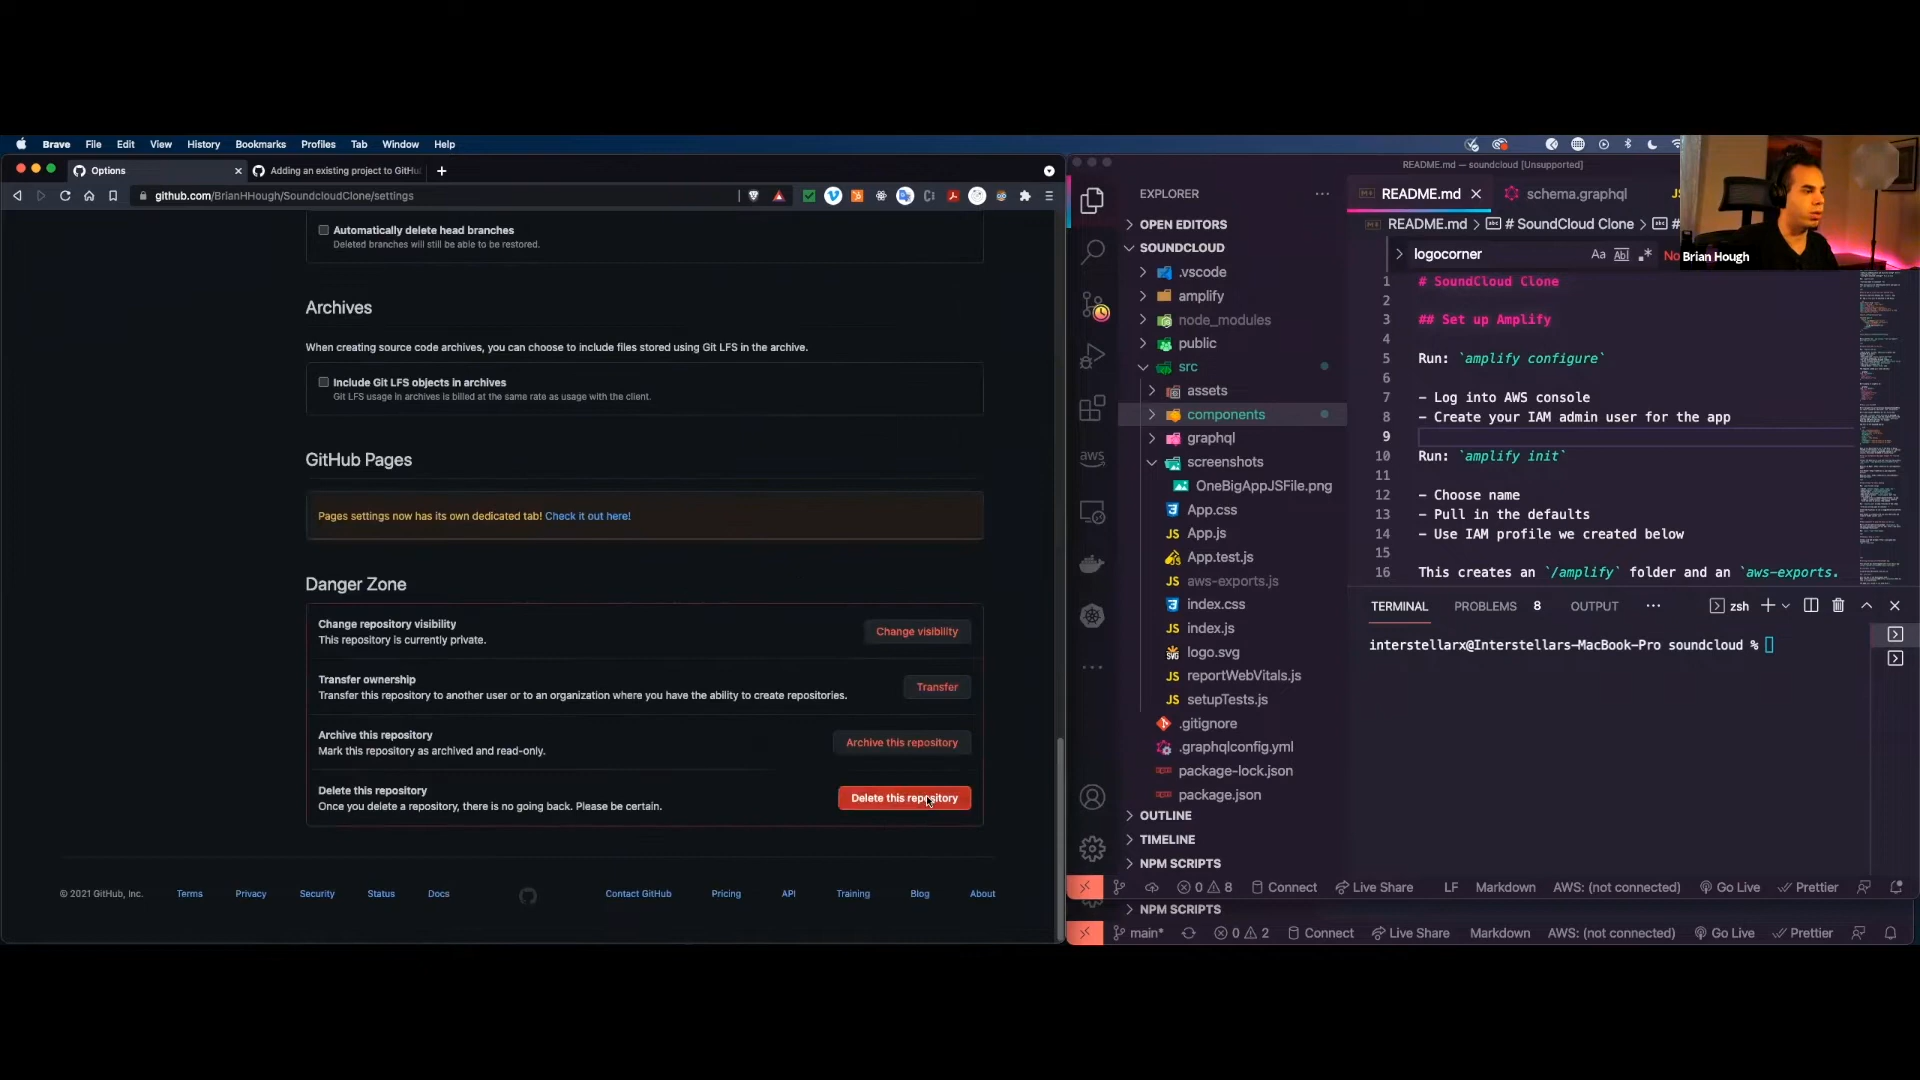 Brave File Edit View History Bookmarks Profiles Tab Window Help
Options
Adding an existing project to GitHu
github.com/BrianHHough/SoundcloudClone/settings
Automatically delete head branches
Deleted branches will still be able to be restored.
Archives
When creating source code archives, you can choose to include files stored using Git LFS in the archive.
Include Git LFS objects in archives
Git LFS usage in archives is billed at the same rate as usage with the client.
GitHub Pages
Pages settings now has its own dedicated tab! Check it out here!
Danger Zone
Change repository visibility
This repository is currently private.
Change visibility
Transfer ownership
Transfer this repository to another user or to an organization where you have the ability to create repositories.
Transfer
Archive this repository
Mark this repository as archived and read-only.
Archive this repository
Delete this repository
Once you delete a repository, there is no going back. Please be certain.
Delete this repository
© 2021 GitHub, Inc. Terms Privacy Security Status Docs Contact GitHub Pricing API Training Blog About
README.md — soundcloud [Unsupported]
EXPLORER
OPEN EDITORS
SOUNDCLOUD
.vscode
amplify
node_modules
public
src
assets
components
graphql
screenshots
OneBigAppJSFile.png
App.css
JS App.js
App.test.js
JS aws-exports.js
index.css
JS index.js
logo.svg
JS reportWebVitals.js
JS setupTests.js
.gitignore
.graphqlconfig.yml
package-lock.json
package.json
OUTLINE
TIMELINE
NPM SCRIPTS
aws
README.md
schema.graphql
README.md > # SoundCloud Clone > #
logocorner
Aa Abl No
Brian Hough
1 # SoundCloud Clone
2
3 ## Set up Amplify
4
5 Run: `amplify configure`
6
7 - Log into AWS console
8 - Create your IAM admin user for the app
9
10 Run: `amplify init`
11
12 - Choose name
13 - Pull in the defaults
14 - Use IAM profile we created below
15
16 This creates an `/amplify` folder and an `aws-exports.
TERMINAL PROBLEMS 8 OUTPUT zsh
interstellarx@Interstellars-MacBook-Pro soundcloud %
0 8 Connect Live Share LF Markdown AWS: (not connected) Go Live Prettier
NPM SCRIPTS
main* 0 2 Connect Live Share Markdown AWS: (not connected) Go Live Prettier